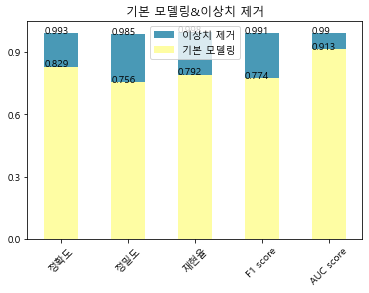 기본 모델링&이상치 제거
0.993
0.985
0.991
0.99
이상치 제거
기본 모델링
0.829
0.756
0.792
0.774
0.913
0.9
0.6
0.3
0.0
정확도
정밀도
재현율
F1 score
AUC score